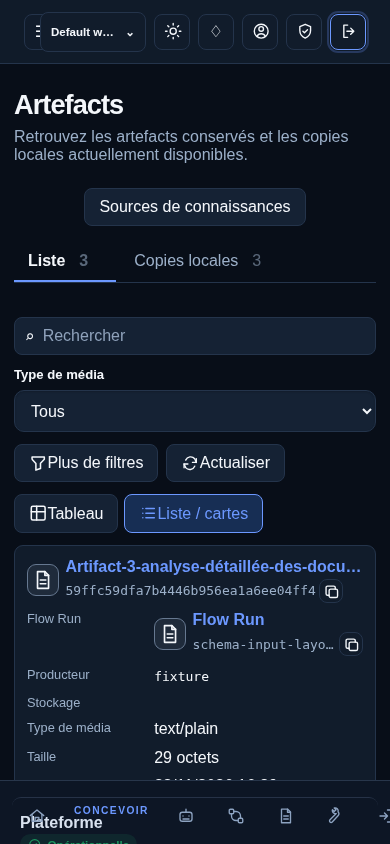 Default w...
Artefacts
Retrouvez les artefacts conservés et les copies
locales actuellement disponibles.
Sources de connaissances
Liste 3 Copies locales 3
Rechercher
Type de média
Tous
Plus de filtres Actualiser
Tableau Liste / cartes
Artifact-3-analyse-détaillée-des-docu...
59ffc59dfa7b4446b956ea1a6ee04ff4
Flow Run Flow Run
schema-input-layo...
Producteur fixture
Stockage
Type de média text/plain
Taille 29 octets
CONCEVOIR
Plateforme
Opérationnelle